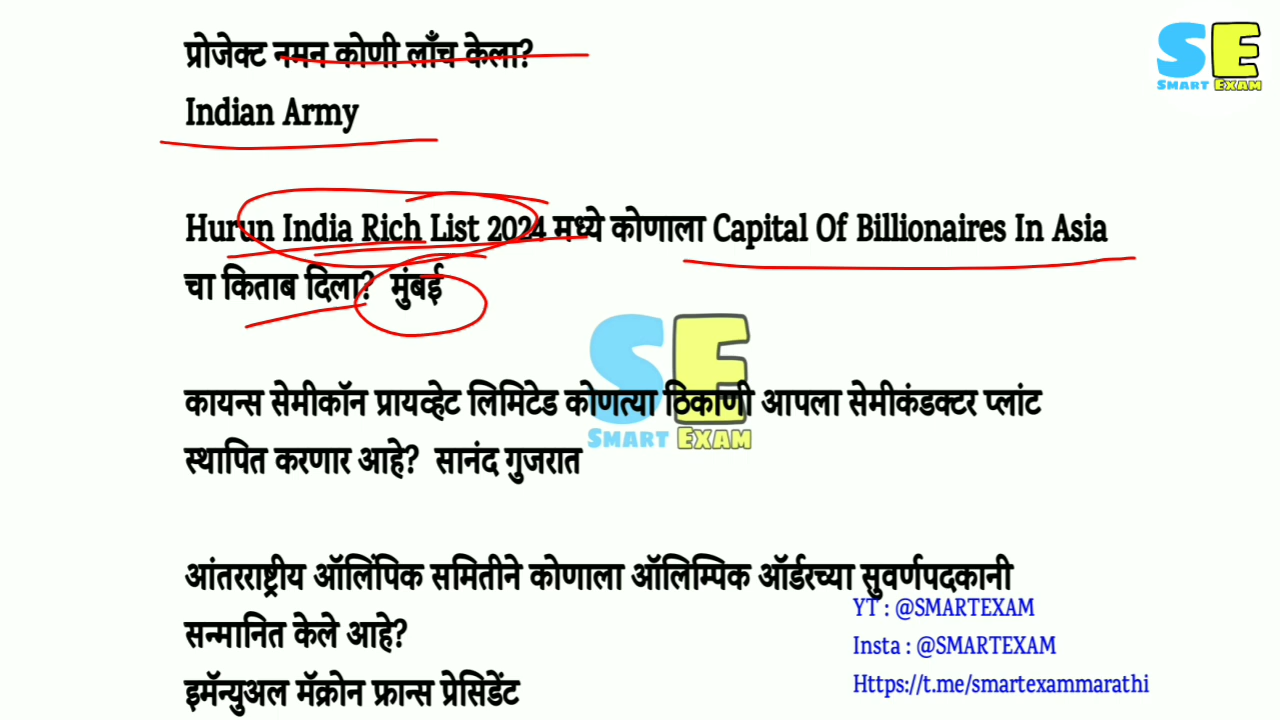 प्रोजेक्ट नमन कोणी लाँच केला?
SE
SMART EXAM
Indian Army
Hurun India Rich List 2024 मध्ये कोणाला Capital Of Billionaires In Asia
चा किताब दिला? मुंबई
SE
SMART EXAM
कायन्स सेमीकॉन प्रायव्हेट लिमिटेड कोणत्या ठिकाणी आपला सेमीकंडक्टर प्लांट
स्थापित करणार आहे? सानंद गुजरात
आंतरराष्ट्रीय ऑलिंपिक समितीने कोणाला ऑलिम्पिक ऑर्डरच्या सुवर्णपदकानी
सन्मानित केले आहे?
इमॅन्युअल मॅक्रोन फ्रान्स प्रेसिडेंट
YT : @SMARTEXAM
Insta : @SMARTEXAM
Https://t.me/smartexammarathi